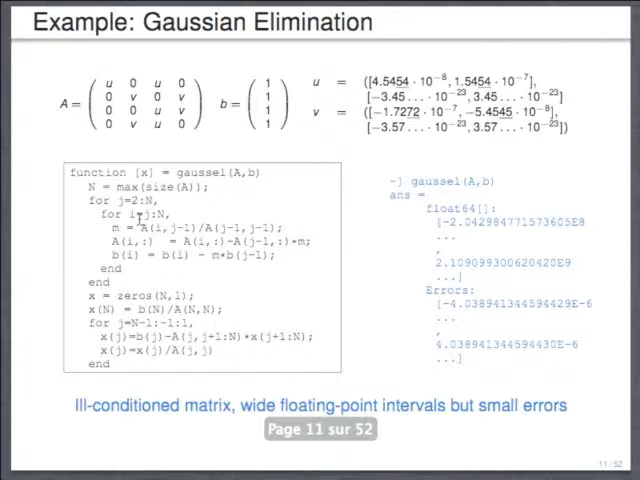 Example: Gaussian Elimination
A = ( u 0 u 0
0 v 0 v
0 0 u v
0 v u 0 )
b = ( 1
1
1
1 )
u = ([4.5454 · 10⁻⁸, 1.5454 · 10⁻⁷],
[−3.45... · 10⁻²³, 3.45... · 10⁻²³]
v = ([−1.7272 · 10⁻⁷, −5.4545 · 10⁻⁸],
[−3.57... · 10⁻²³, 3.57... · 10⁻²³])
function [x] = gaussel(A,b)
N = max(size(A));
for j=2:N,
for i=j:N,
m = A(i,j-1)/A(j-1,j-1);
A(i,:) = A(i,:)-A(j-1,:)*m;
b(i) = b(i) - m*b(j-1);
end
end
x = zeros(N,1);
x(N) = b(N)/A(N,N);
for j=N-1:-1:1,
x(j)=b(j)-A(j,j+1:N)*x(j+1:N);
x(j)=x(j)/A(j,j)
end
-] gaussel(A,b)
ans =
float64[]:
[-2.042984771573605E8
...
,
2.109099300620420E9
...]
Errors:
[-4.038941344594429E-6
...
,
4.038941344594430E-6
...]
Ill-conditioned matrix, wide floating-point intervals but small errors
Page 11 sur 52
11 / 52